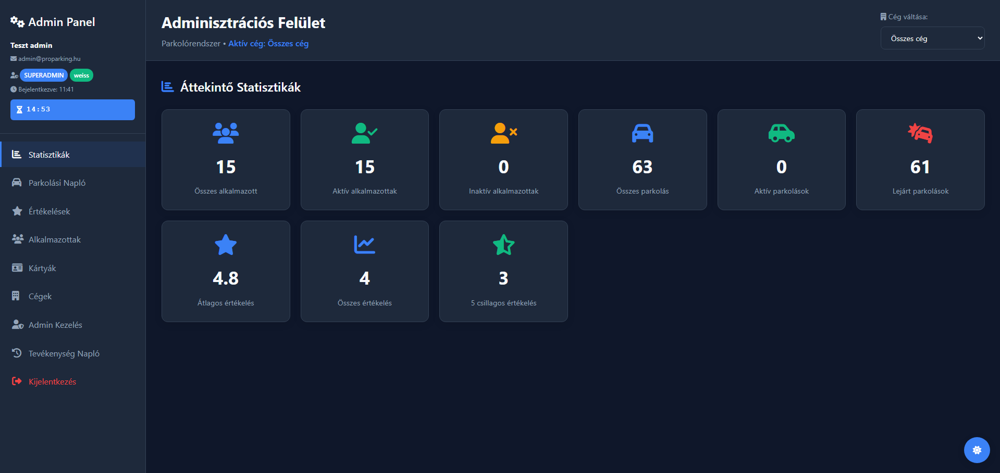 Admin Panel
Teszt admin
admin@proparking.hu
SUPERADMIN weiss
Bejelentkezve: 11:41
14:53
Statisztikák
Parkolási Napló
Értékelések
Alkalmazottak
Kártyák
Cégek
Admin Kezelés
Tevékenység Napló
Kijelentkezés
Adminisztrációs Felület
Parkolórendszer • Aktív cég: Összes cég
Cég váltása:
Összes cég
Áttekintő Statisztikák
15
Összes alkalmazott
15
Aktív alkalmazottak
0
Inaktív alkalmazottak
63
Összes parkolás
0
Aktív parkolások
61
Lejárt parkolások
4.8
Átlagos értékelés
4
Összes értékelés
3
5 csillagos értékelés